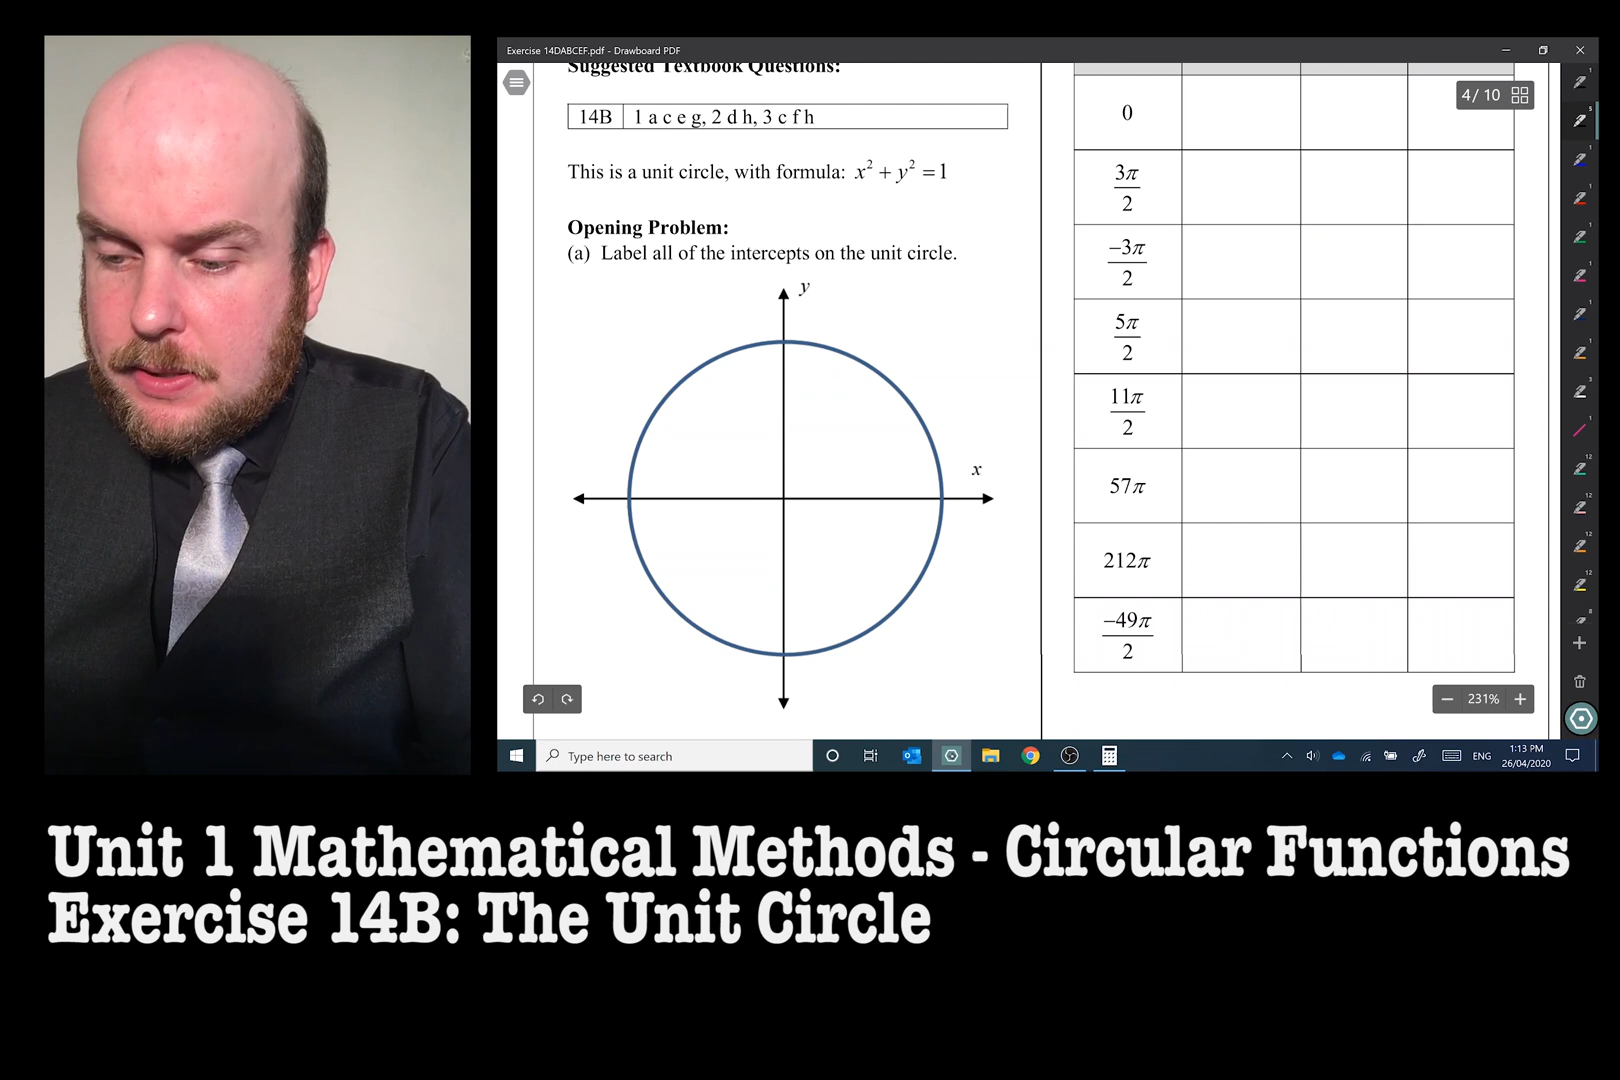 Exercise 14DABCEF.pdf - Drawboard PDF
Suggested Textbook Questions:
14B 1 a c e g, 2 d h, 3 c f h
This is a unit circle, with formula: x² + y² = 1
Opening Problem:
(a) Label all of the intercepts on the unit circle.
y
x
4 / 10
0
3π
2
−3π
2
5π
2
11π
2
57π
212π
−49π
2
231%
Type here to search
ENG
1:13 PM
26/04/2020
Unit 1 Mathematical Methods - Circular Functions
Exercise 14B: The Unit Circle